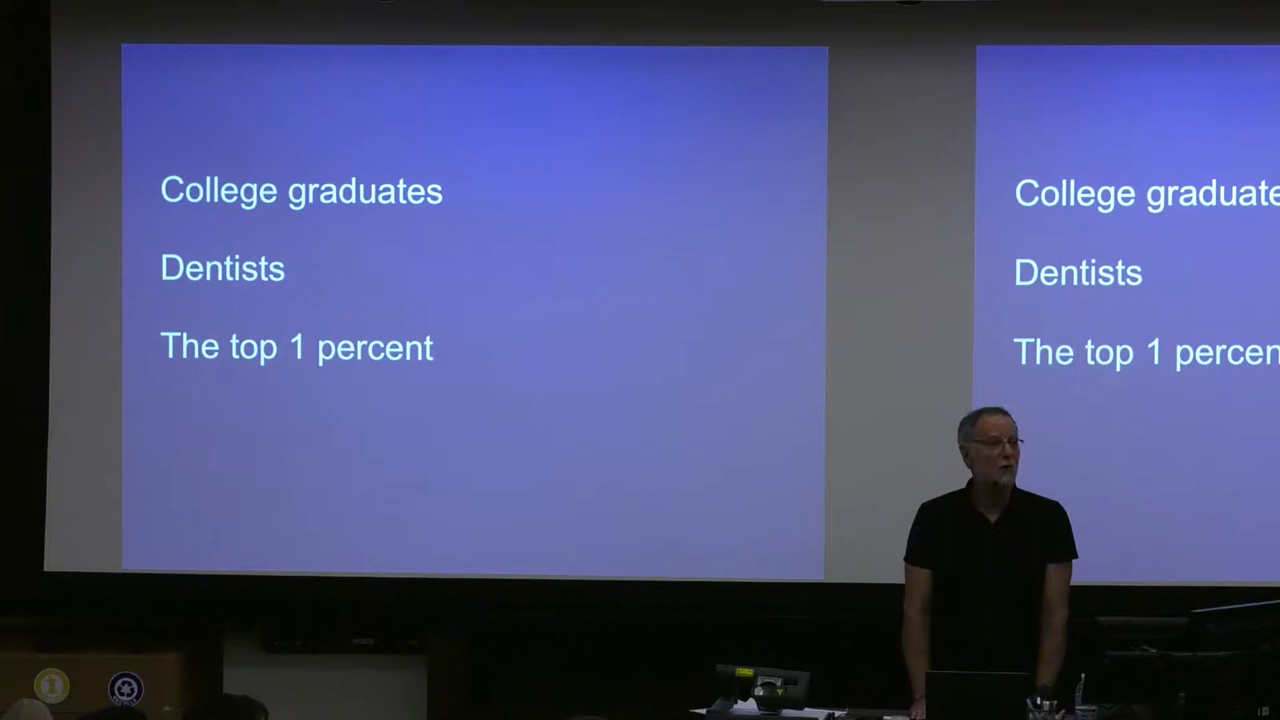 College graduates
Dentists
The top 1 percent
College graduate
Dentists
The top 1 percen